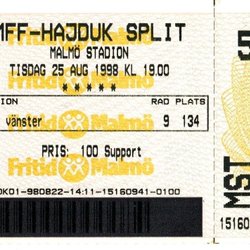 MFF-HAJDUK SPLIT
MALMÖ STADION
TISDAG 25 AUG 1998 KL 19.00
*****
RAD PLATS
vänster 9 134
Fritid Malmö
PRIS: 100 Support
Fritid Malmö
0K01-980822-14:11-15160941-0100
5
MST
15160